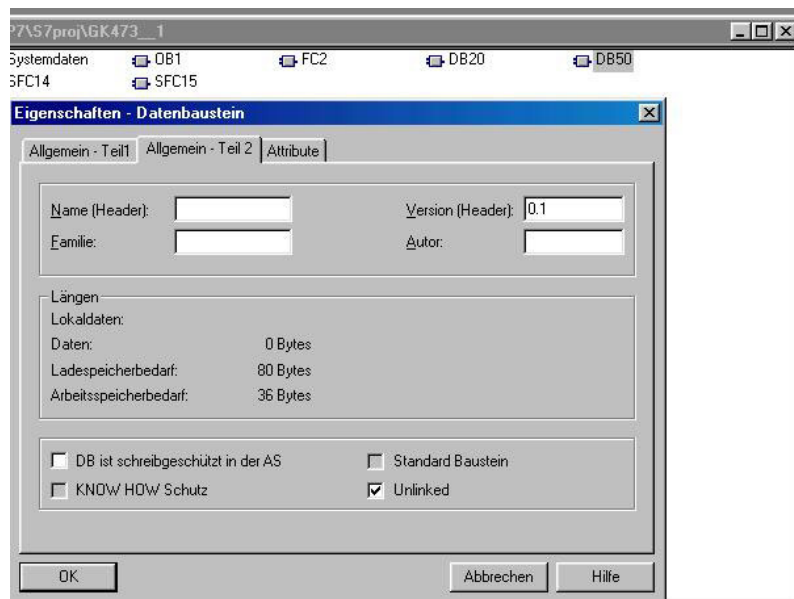 P7\S7proj\GK473__1
Systemdaten OB1 FC2 DB20 DB50
SFC14 SFC15
Eigenschaften - Datenbaustein
Allgemein - Teil1 Allgemein - Teil 2 Attribute
Name (Header): Version (Header): 0.1
Familie: Autor:
Längen
Lokaldaten:
Daten: 0 Bytes
Ladespeicherbedarf: 80 Bytes
Arbeitsspeicherbedarf: 36 Bytes
DB ist schreibgeschützt in der AS Standard Baustein
KNOW HOW Schutz Unlinked
OK Abbrechen Hilfe